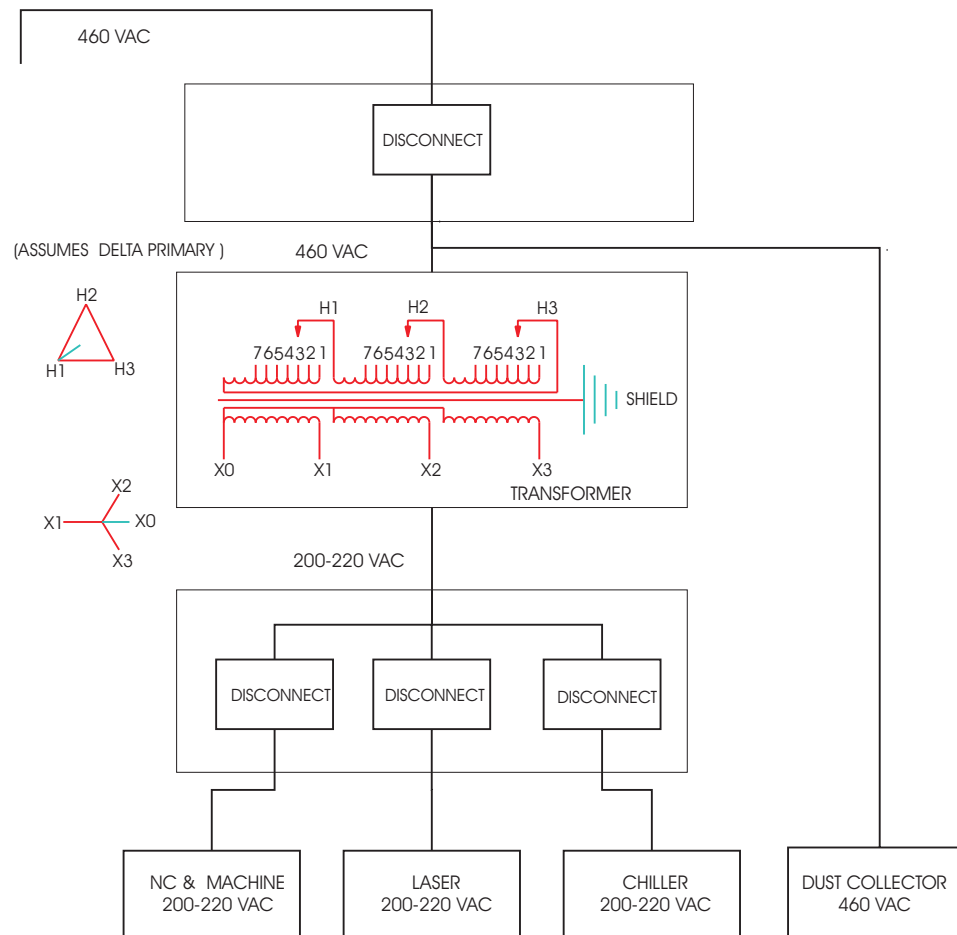 460 VAC
DISCONNECT
(ASSUMES DELTA PRIMARY )
460 VAC
H2
H1
H3
H1
H2
H3
7654321
7654321
7654321
SHIELD
X0
X1
X2
X3
TRANSFORMER
X2
X1
X0
X3
200-220 VAC
DISCONNECT
DISCONNECT
DISCONNECT
NC & MACHINE
200-220 VAC
LASER
200-220 VAC
CHILLER
200-220 VAC
DUST COLLECTOR
460 VAC